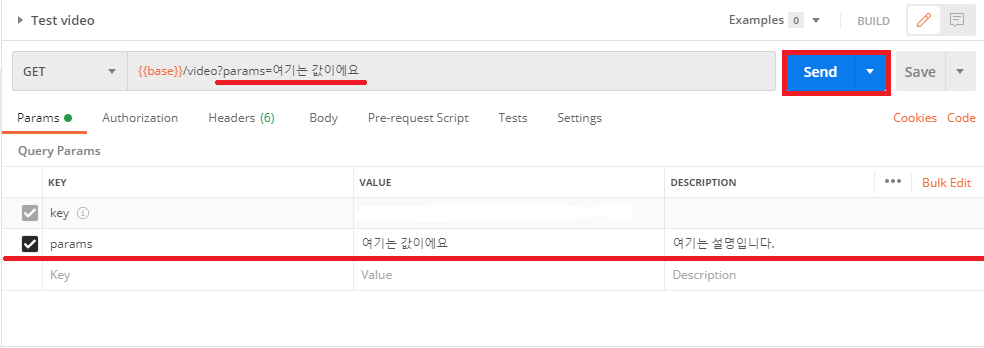 Test video Examples 0 BUILD
GET {{base}}/video?params=여기는 값이에요 Send Save
Params Authorization Headers (6) Body Pre-request Script Tests Settings Cookies Code
Query Params
KEY VALUE DESCRIPTION ••• Bulk Edit
key
params 여기는 값이에요 여기는 설명입니다.
Key Value Description